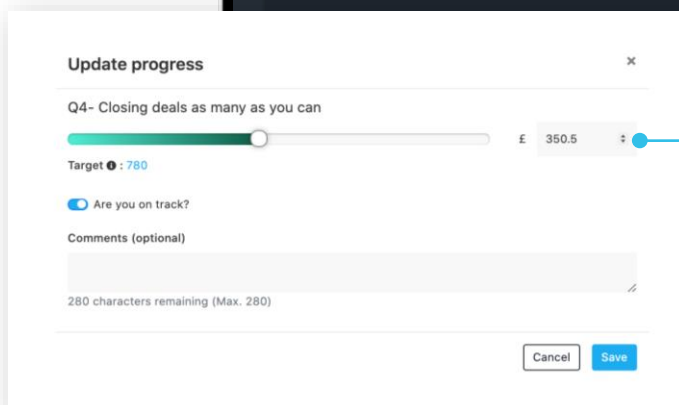 Update progress ×
Q4- Closing deals as many as you can
£ 350.5
Target : 780
Are you on track?
Comments (optional)
280 characters remaining (Max. 280)
Cancel Save